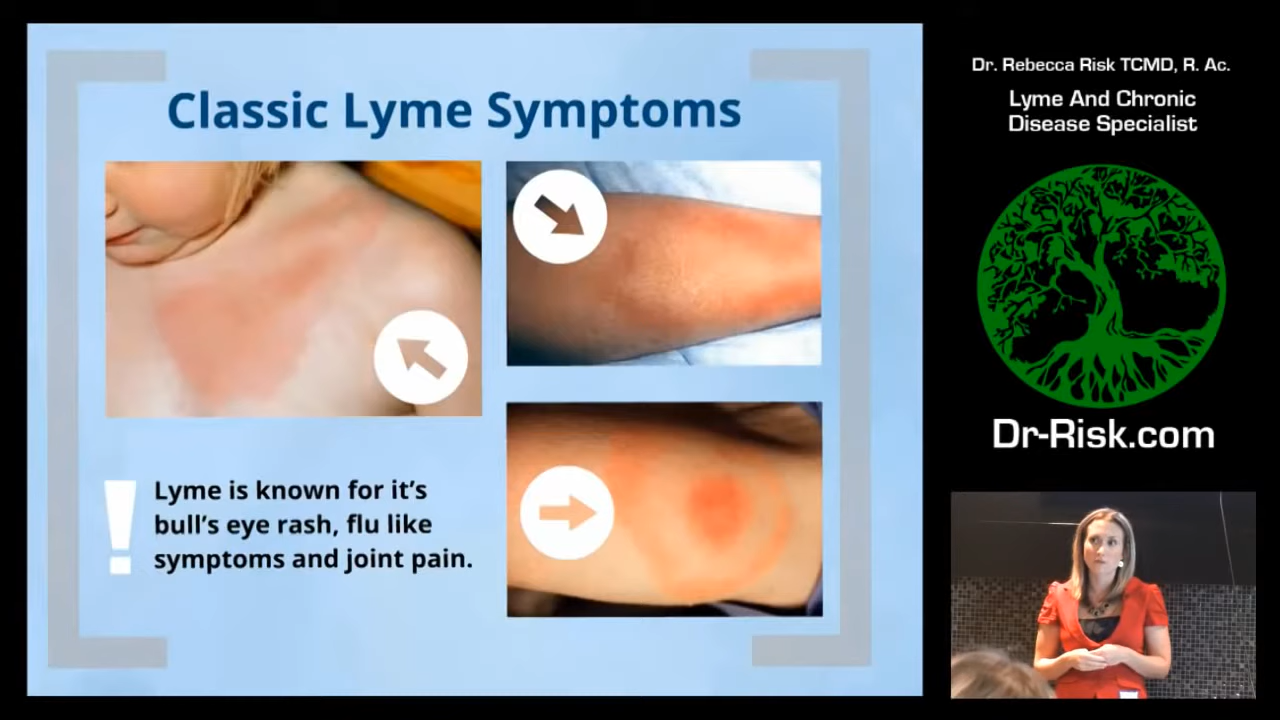 Classic Lyme Symptoms
Lyme is known for it's
bull's eye rash, flu like
symptoms and joint pain.
Dr. Rebecca Risk TCMD, R. Ac.
Lyme And Chronic
Disease Specialist
Dr-Risk.com